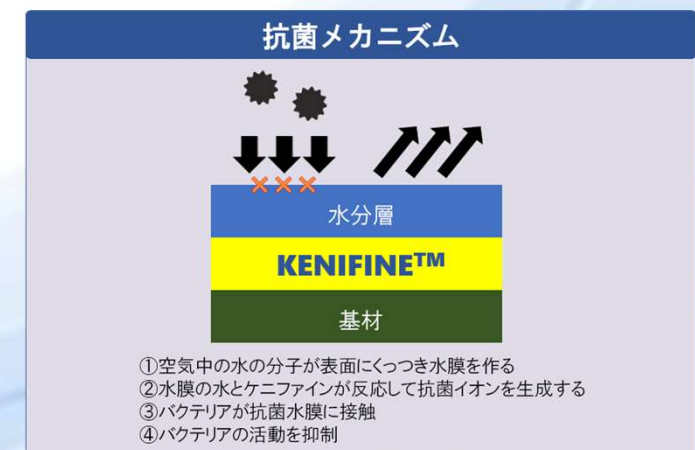 抗菌メカニズム
水分層
KENIFINE™
基材
①空気中の水の分子が表面にくっつき水膜を作る
②水膜の水とケニファインが反応して抗菌イオンを生成する
③バクテリアが抗菌水膜に接触
④バクテリアの活動を抑制